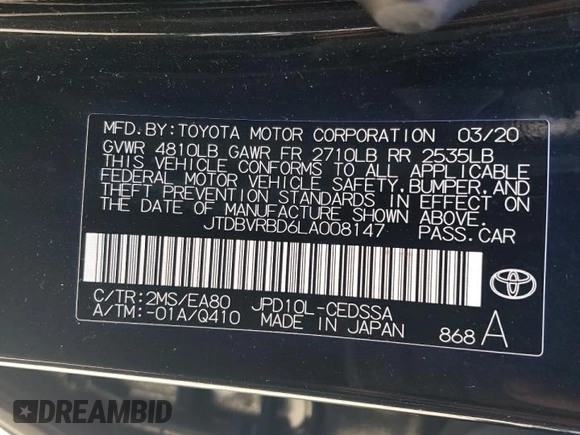 MFD.BY:TOYOTA MOTOR CORPORATION 03/20
GVWR 4810LB GAWR FR 2710LB RR 2535LB
THIS VEHICLE CONFORMS TO ALL APPLICABLE
FEDERAL MOTOR VEHICLE SAFETY,BUMPER,AND
THEFT PREVENTION STANDARDS IN EFFECT ON
THE DATE OF MANUFACTURE SHOWN ABOVE.
JTDBVRBD6LA008147 PASS.CAR
C/TR:2MS/EA80 JPD10L-CEDSSA
A/TM:-01A/Q410 MADE IN JAPAN 868 A
DREAMBID